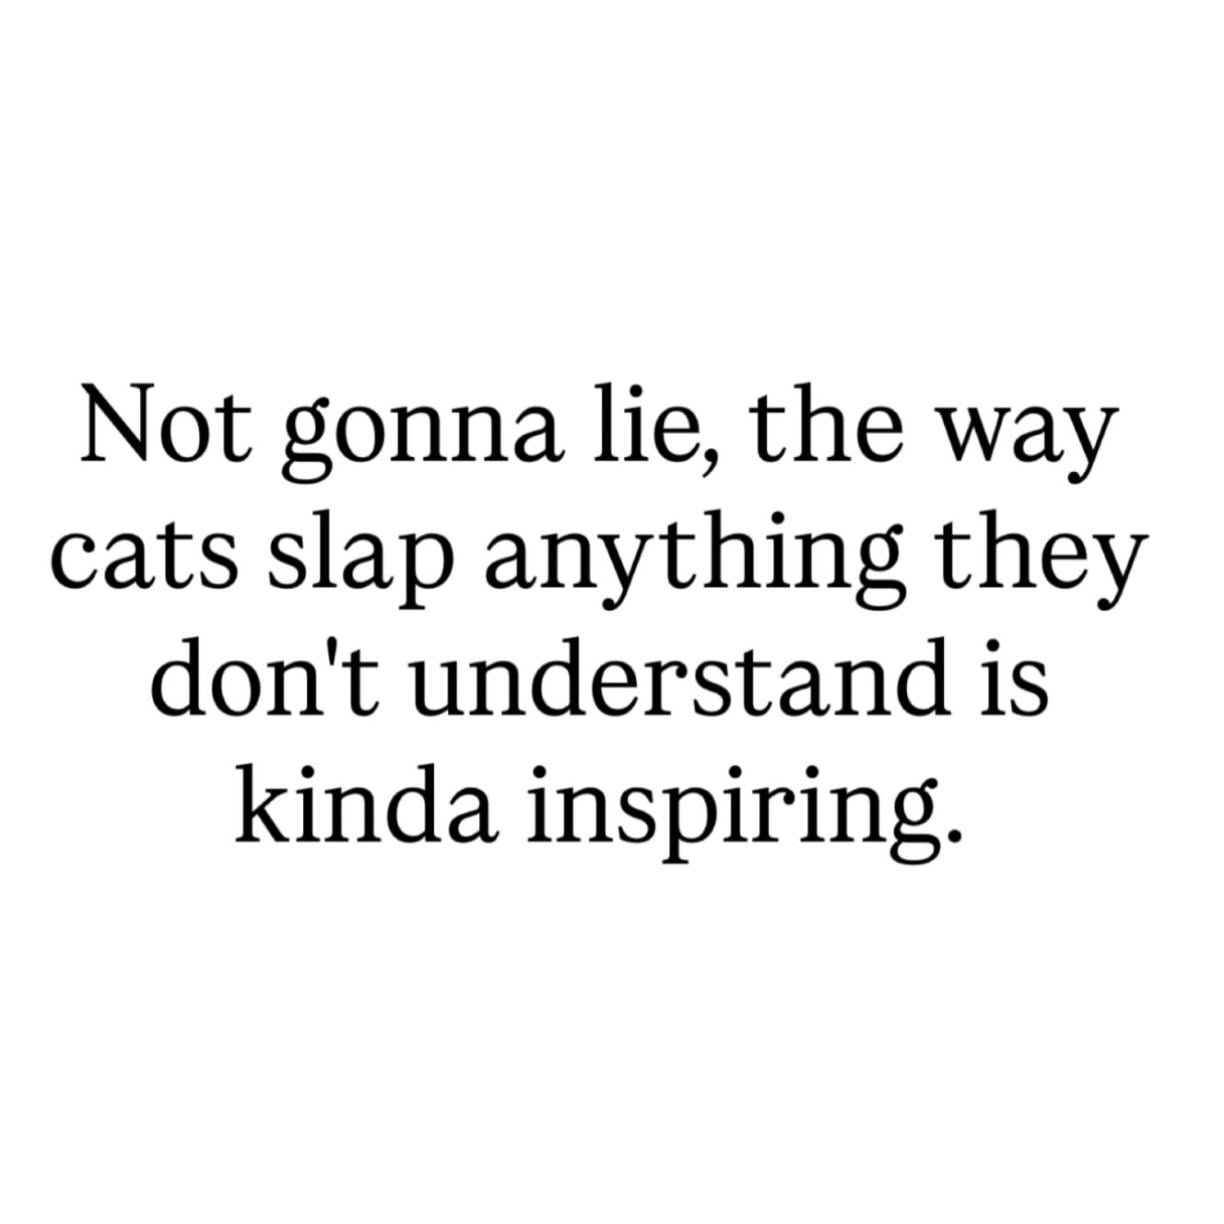 Not gonna lie, the way
cats slap anything they
don't understand is
kinda inspiring.